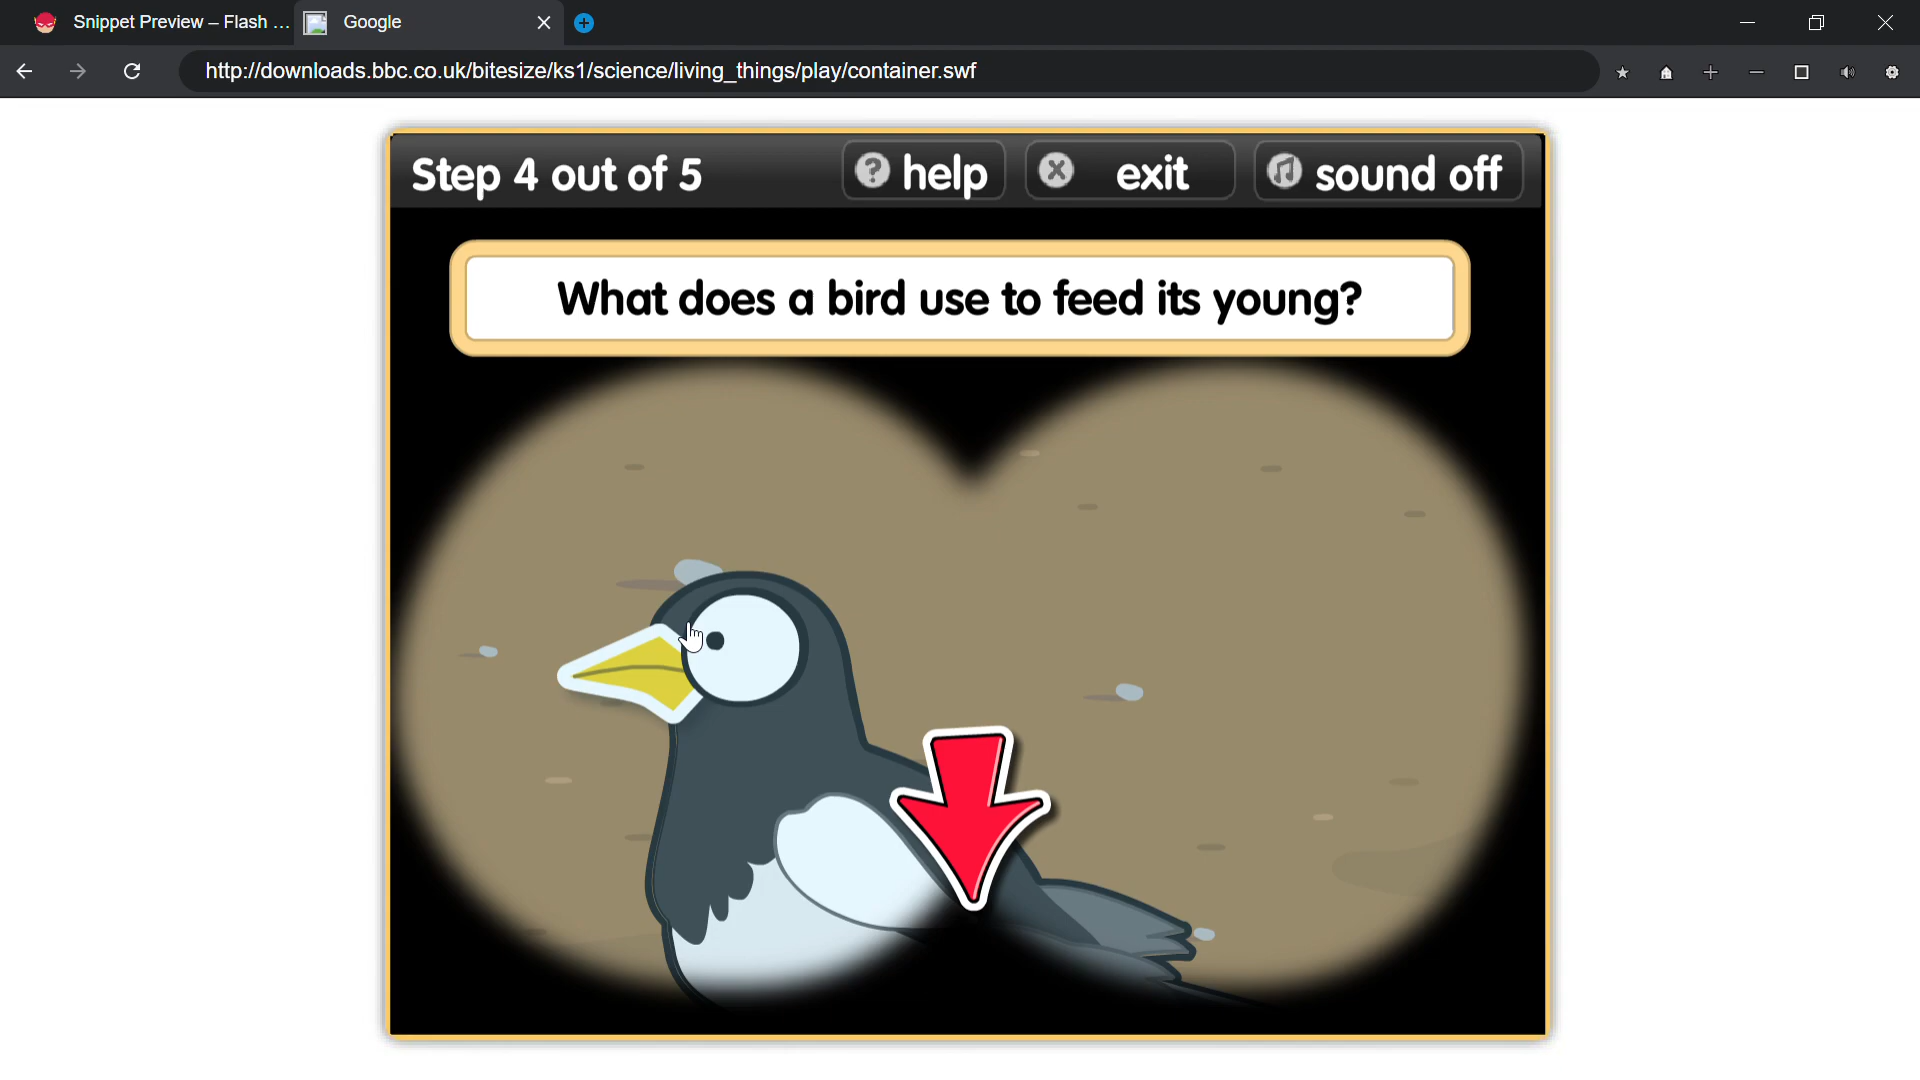 Snippet Preview – Flash ...
Google
http://downloads.bbc.co.uk/bitesize/ks1/science/living_things/play/container.swf
Step 4 out of 5
help
exit
sound off
What does a bird use to feed its young?